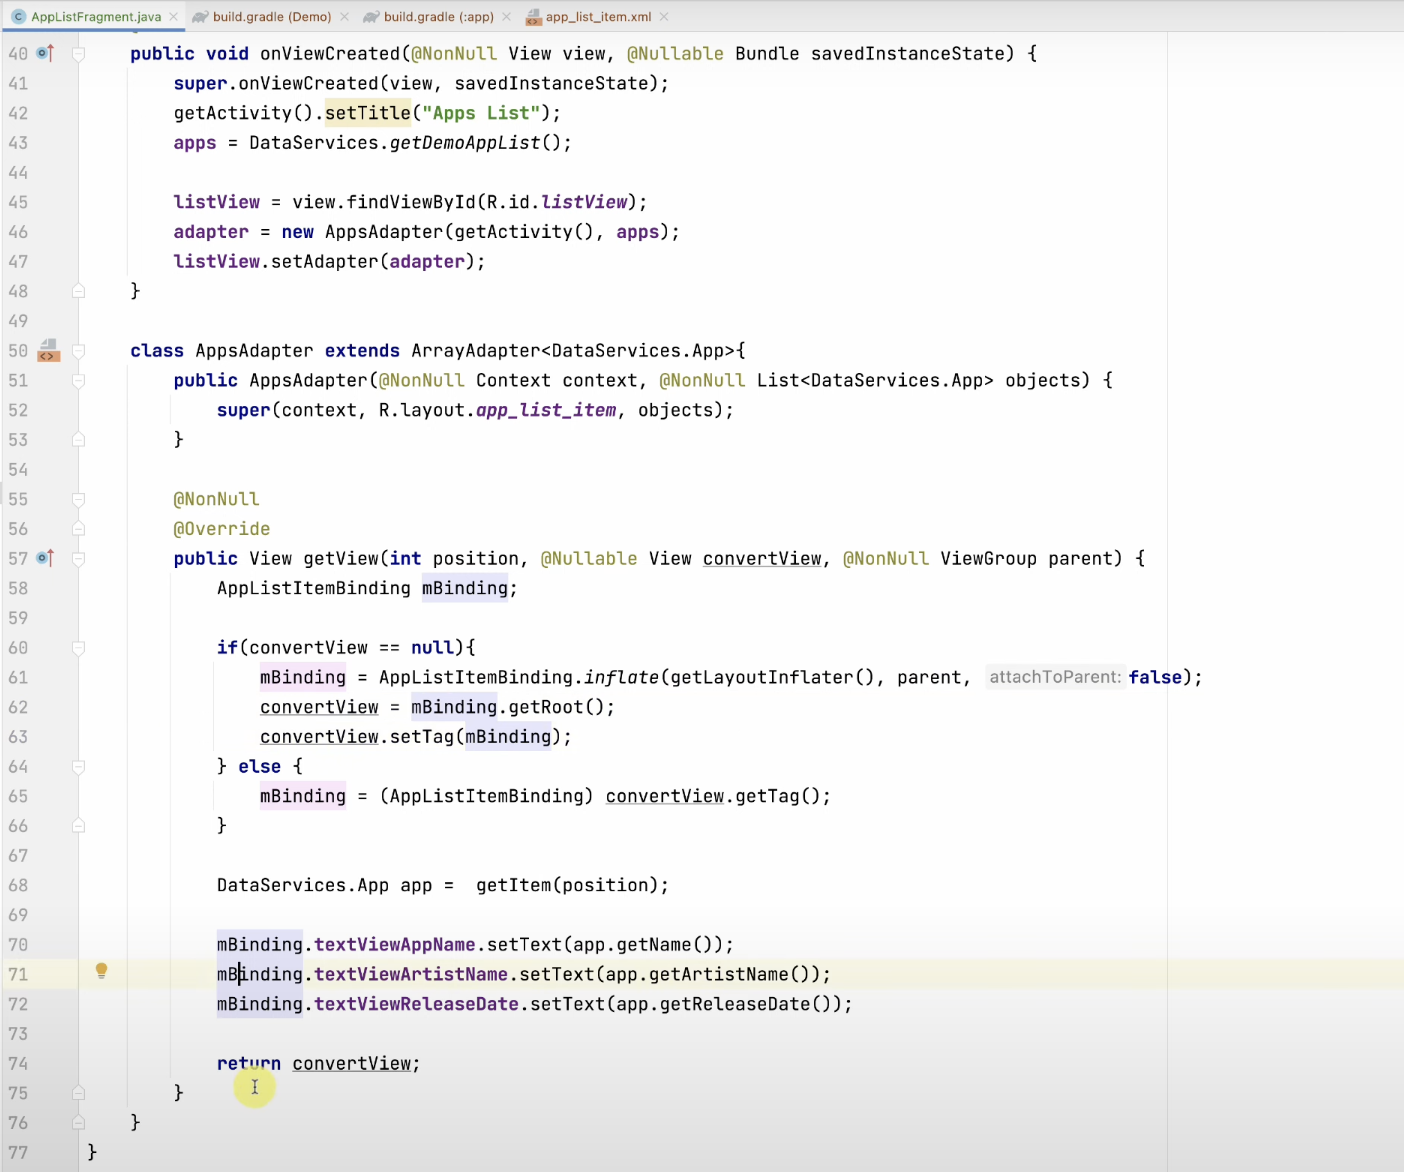 AppListFragment.java build.gradle (Demo) build.gradle (:app) app_list_item.xml
40 public void onViewCreated(@NonNull View view, @Nullable Bundle savedInstanceState) {
41 super.onViewCreated(view, savedInstanceState);
42 getActivity().setTitle("Apps List");
43 apps = DataServices.getDemoAppList();
44
45 listView = view.findViewById(R.id.listView);
46 adapter = new AppsAdapter(getActivity(), apps);
47 listView.setAdapter(adapter);
48 }
49
50 class AppsAdapter extends ArrayAdapter<DataServices.App>{
51 public AppsAdapter(@NonNull Context context, @NonNull List<DataServices.App> objects) {
52 super(context, R.layout.app_list_item, objects);
53 }
54
55 @NonNull
56 @Override
57 public View getView(int position, @Nullable View convertView, @NonNull ViewGroup parent) {
58 AppListItemBinding mBinding;
59
60 if(convertView == null){
61 mBinding = AppListItemBinding.inflate(getLayoutInflater(), parent, attachToParent: false);
62 convertView = mBinding.getRoot();
63 convertView.setTag(mBinding);
64 } else {
65 mBinding = (AppListItemBinding) convertView.getTag();
66 }
67
68 DataServices.App app =  getItem(position);
69
70 mBinding.textViewAppName.setText(app.getName());
71 mBinding.textViewArtistName.setText(app.getArtistName());
72 mBinding.textViewReleaseDate.setText(app.getReleaseDate());
73
74 return convertView;
75 }
76 }
77 }